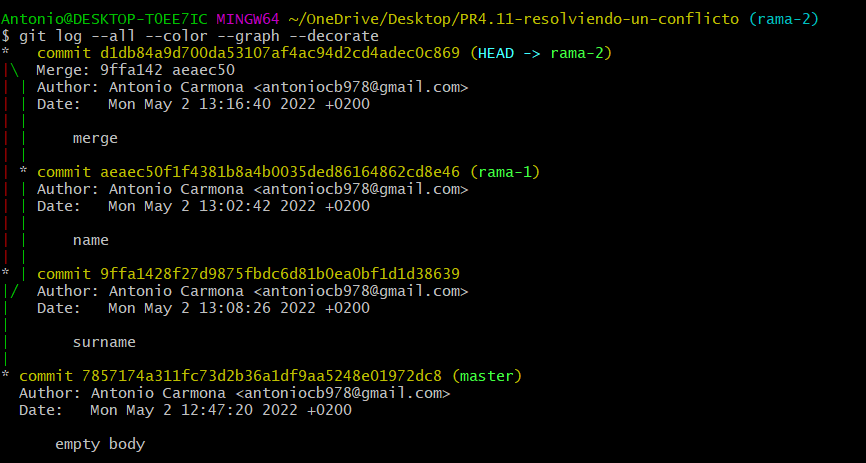 Antonio@DESKTOP-TOEE7IC MINGW64 ~/OneDrive/Desktop/PR4.11-resolviendo-un-conflicto (rama-2)
$ git log --all --color --graph --decorate
*   commit d1db84a9d700da53107af4ac94d2cd4adec0c869 (HEAD -> rama-2)
|\  Merge: 9ffa142 aeaec50
| | Author: Antonio Carmona <antoniocb978@gmail.com>
| | Date:   Mon May 2 13:16:40 2022 +0200
| |
| |     merge
| |
| * commit aeaec50f1f4381b8a4b0035ded86164862cd8e46 (rama-1)
| | Author: Antonio Carmona <antoniocb978@gmail.com>
| | Date:   Mon May 2 13:02:42 2022 +0200
| |
| |     name
| |
* | commit 9ffa1428f27d9875fbdc6d81b0ea0bf1d1d38639
|/  Author: Antonio Carmona <antoniocb978@gmail.com>
|   Date:   Mon May 2 13:08:26 2022 +0200
|
|       surname
|
* commit 7857174a311fc73d2b36a1df9aa5248e01972dc8 (master)
  Author: Antonio Carmona <antoniocb978@gmail.com>
  Date:   Mon May 2 12:47:20 2022 +0200

      empty body